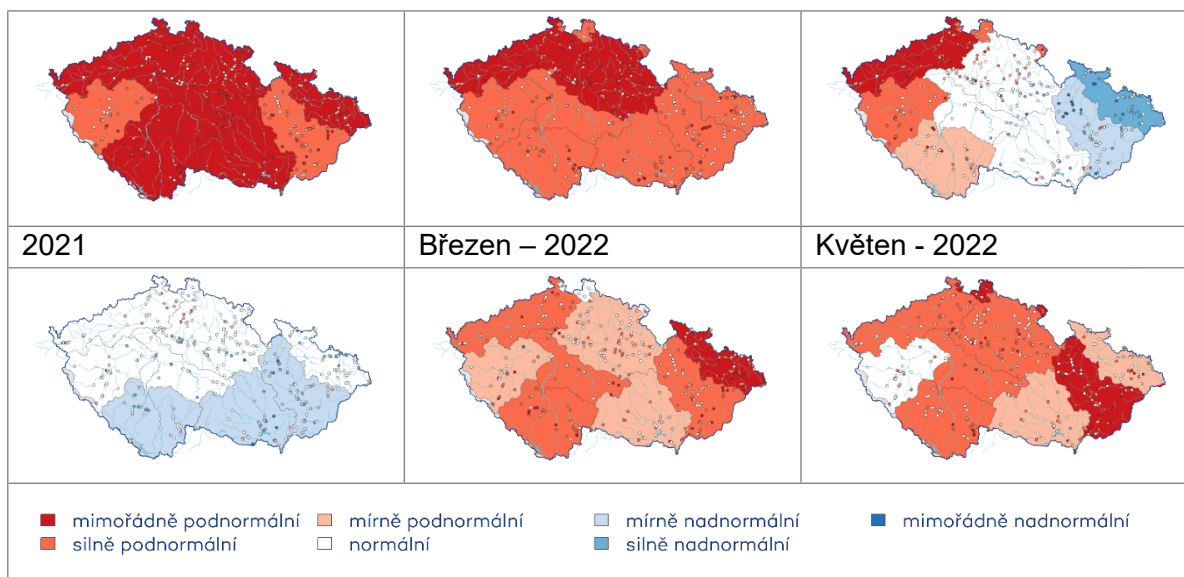 2021
Březen – 2022
Květen - 2022
mimořádně podnormální
mírně podnormální
mírně nadnormální
mimořádně nadnormální
silně podnormální
normální
silně nadnormální